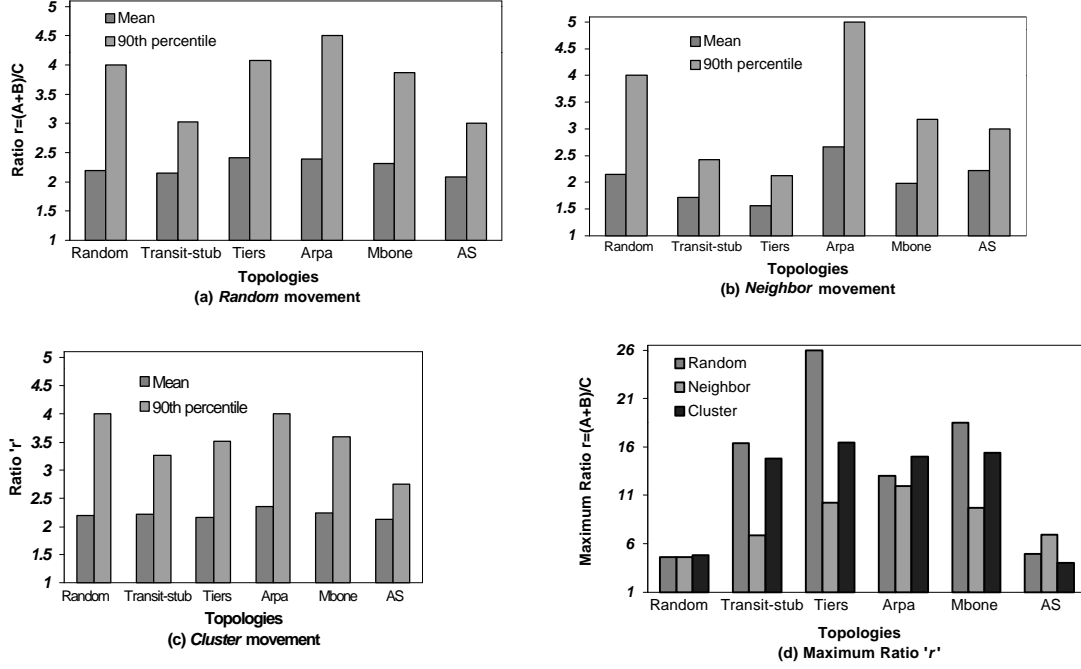 5
4.5
4
3.5
3
2.5
2
1.5
1
Ratio r=(A+B)/C
Mean
90th percentile
Random Transit-stub Tiers Arpa Mbone AS
Topologies
(a) Random movement
5
4.5
4
3.5
3
2.5
2
1.5
1
Mean
90th percentile
Random Transit-stub Tiers Arpa Mbone AS
Topologies
(b) Neighbor movement
5
4.5
4
3.5
3
2.5
2
1.5
1
Ratio 'r'
Mean
90th percentile
Random Transit-stub Tiers Arpa Mbone AS
Topologies
(c) Cluster movement
26
21
16
11
6
1
Maximum Ratio r=(A+B)/C
Random
Neighbor
Cluster
Random Transit-stub Tiers Arpa Mbone AS
Topologies
(d) Maximum Ratio 'r'